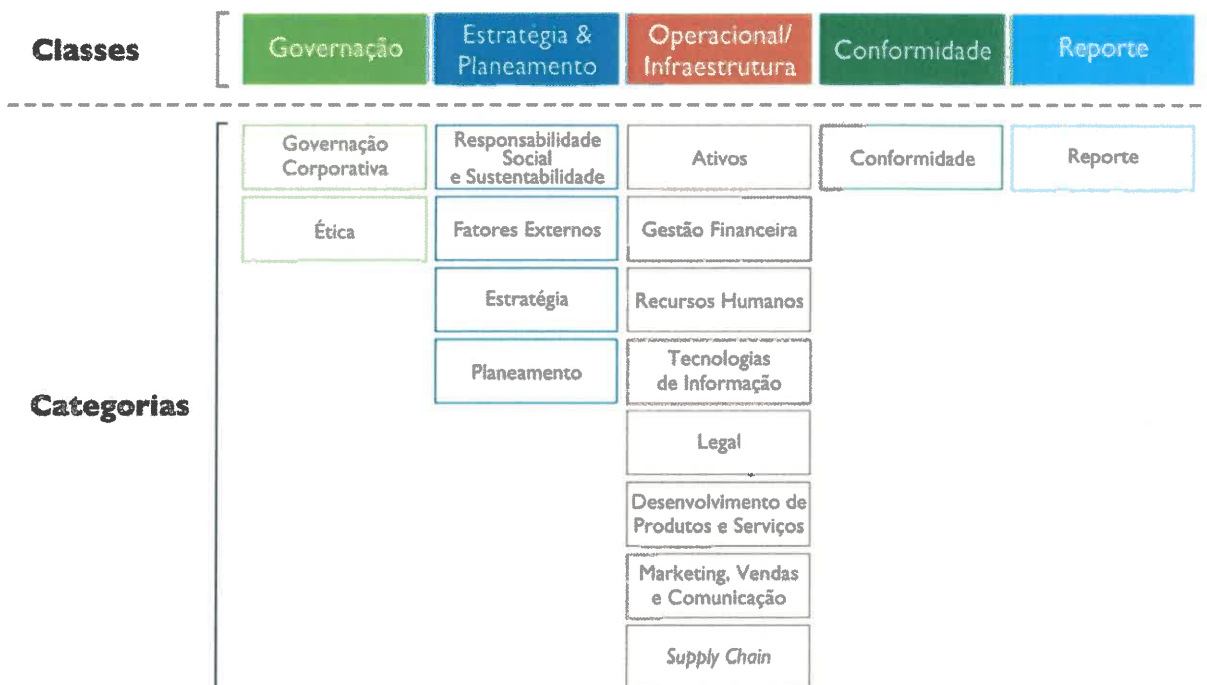 Classes
Governação
Estratégia &
Planeamento
Operacional/
Infraestrutura
Conformidade
Reporte
Categorias
Governação
Corporativa
Ética
Responsabilidade
Social
e Sustentabilidade
Fatores Externos
Estratégia
Planeamento
Ativos
Gestão Financeira
Recursos Humanos
Tecnologias
de Informação
Legal
Desenvolvimento de
Produtos e Serviços
Marketing, Vendas
e Comunicação
Supply Chain
Conformidade
Reporte